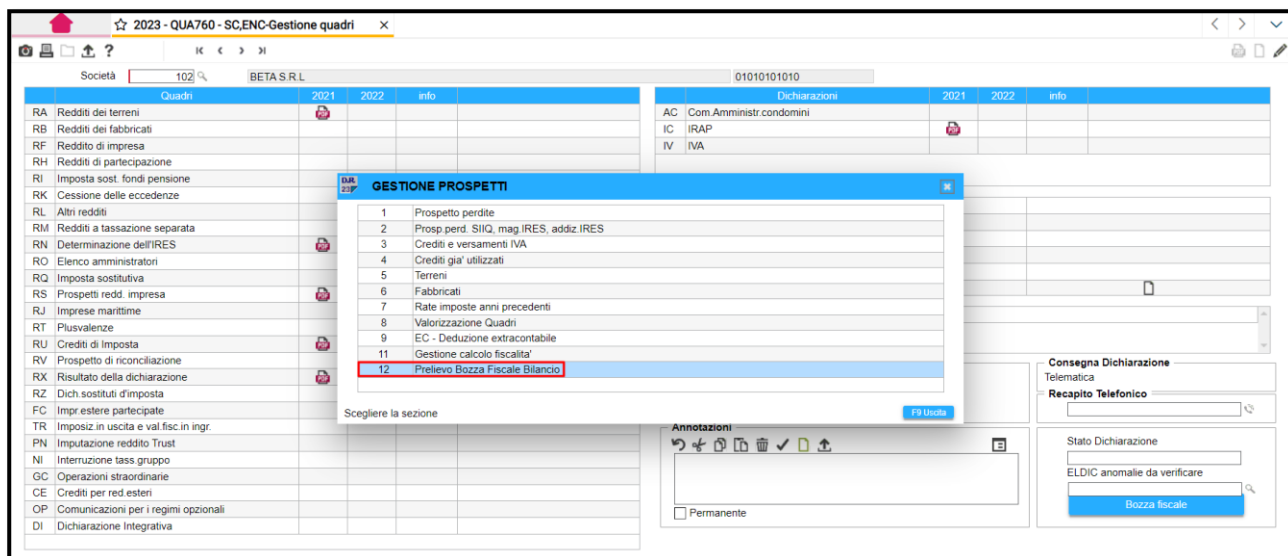 2023 - QUA760 - SC,ENC-Gestione quadri
Società 102 BETA S.R.L 01010101010
Quadri 2021 2022 info
RA Redditi dei terreni PDF
RB Redditi dei fabbricati
RF Reddito di impresa
RH Redditi di partecipazione
RI Imposta sost. fondi pensione
RK Cessione delle eccedenze
RL Altri redditi
RM Redditi a tassazione separata
RN Determinazione dell'IRES PDF
RO Elenco amministratori
RQ Imposta sostitutiva
RS Prospetti redd. impresa PDF
RJ Imprese marittime
RT Plusvalenze
RU Crediti di Imposta PDF
RV Prospetto di riconciliazione
RX Risultato della dichiarazione PDF
RZ Dich.sostituti d'imposta
FC Impr.estere partecipate
TR Imposiz.in uscita e val.fisc.in ingr.
PN Imputazione reddito Trust
NI Interruzione tass.gruppo
GC Operazioni straordinarie
CE Crediti per red.esteri
OP Comunicazioni per i regimi opzionali
DI Dichiarazione Integrativa
Dichiarazioni 2021 2022 info
AC Com.Amministr.condomini
IC IRAP PDF
IV IVA
DJR 23 GESTIONE PROSPETTI
1 Prospetto perdite
2 Prosp.perd. SIIQ, mag.IRES, addiz.IRES
3 Crediti e versamenti IVA
4 Crediti gia' utilizzati
5 Terreni
6 Fabbricati
7 Rate imposte anni precedenti
8 Valorizzazione Quadri
9 EC - Deduzione extracontabile
11 Gestione calcolo fiscalita'
12 Prelievo Bozza Fiscale Bilancio
Scegliere la sezione F9 Uscita
Consegna Dichiarazione
Telematica
Recapito Telefonico
Annotazioni
Permanente
Stato Dichiarazione
ELDIC anomalie da verificare
Bozza fiscale